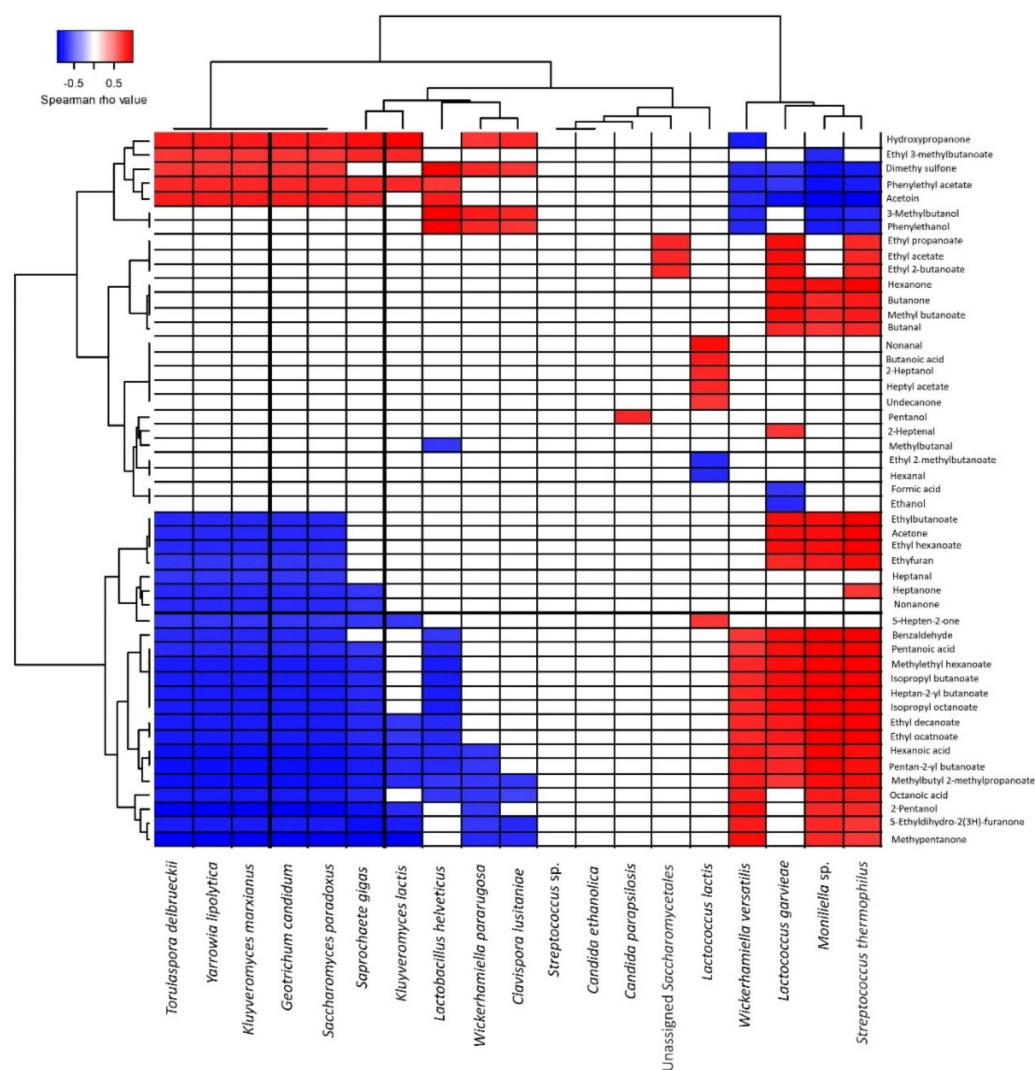 -0.5 0.5
Spearman rho value
Hydroxypropanone
Ethyl 3-methylbutanoate
Dimethy sulfone
Phenylethyl acetate
Acetoin
3-Methylbutanol
Phenylethanol
Ethyl propanoate
Ethyl acetate
Ethyl 2-butanoate
Hexanone
Butanone
Methyl butanoate
Butanal
Nonanal
Butanoic acid
2-Heptanol
Heptyl acetate
Undecanone
Pentanol
2-Heptenal
Methylbutanal
Ethyl 2-methylbutanoate
Hexanal
Formic acid
Ethanol
Ethylbutanoate
Acetone
Ethyl hexanoate
Ethyfuran
Heptanal
Heptanone
Nonanone
5-Hepten-2-one
Benzaldehyde
Pentanoic acid
Methylethyl hexanoate
Isopropyl butanoate
Heptan-2-yl butanoate
Isopropyl octanoate
Ethyl decanoate
Ethyl ocatnoate
Hexanoic acid
Pentan-2-yl butanoate
Methylbutyl 2-methylpropanoate
Octanoic acid
2-Pentanol
5-Ethyldihydro-2(3H)-furanone
Methypentanone
Torulaspora delbrueckii
Yarrowia lipolytica
Kluyveromyces marxianus
Geotrichum candidum
Saccharomyces paradoxus
Saprochaete gigas
Kluyveromyces lactis
Lactobacillus helveticus
Wickerhamiella pararugosa
Clavispora lusitaniae
Streptococcus sp.
Candida ethanolica
Candida parapsilosis
Unassigned Saccharomycetales
Lactococcus lactis
Wickerhamiella versatilis
Lactococcus garvieae
Moniliella sp.
Streptococcus thermophilus